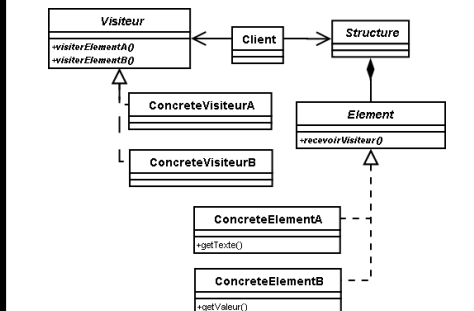 Visiteur
+visiterElementA()
+visiterElementB()
Client
Structure
ConcreteVisiteurA
Element
+recevoirVisiteur()
ConcreteVisiteurB
ConcreteElementA
+getTexte()
ConcreteElementB
+getValeur()